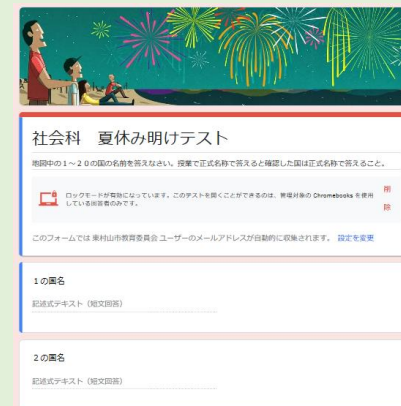 社会科　夏休み明けテスト
地図中の１～２０の国の名前を答えなさい。授業で正式名称で答えると確認した国は正式名称で答えること。
ロックモードが有効になっています。このテストを開くことができるのは、管理対象の Chromebooks を使用
している回答者のみです。
削
除
このフォームでは 東村山市教育委員会 ユーザーのメールアドレスが自動的に収集されます。 設定を変更
１の国名
記述式テキスト（短文回答）
２の国名
記述式テキスト（短文回答）